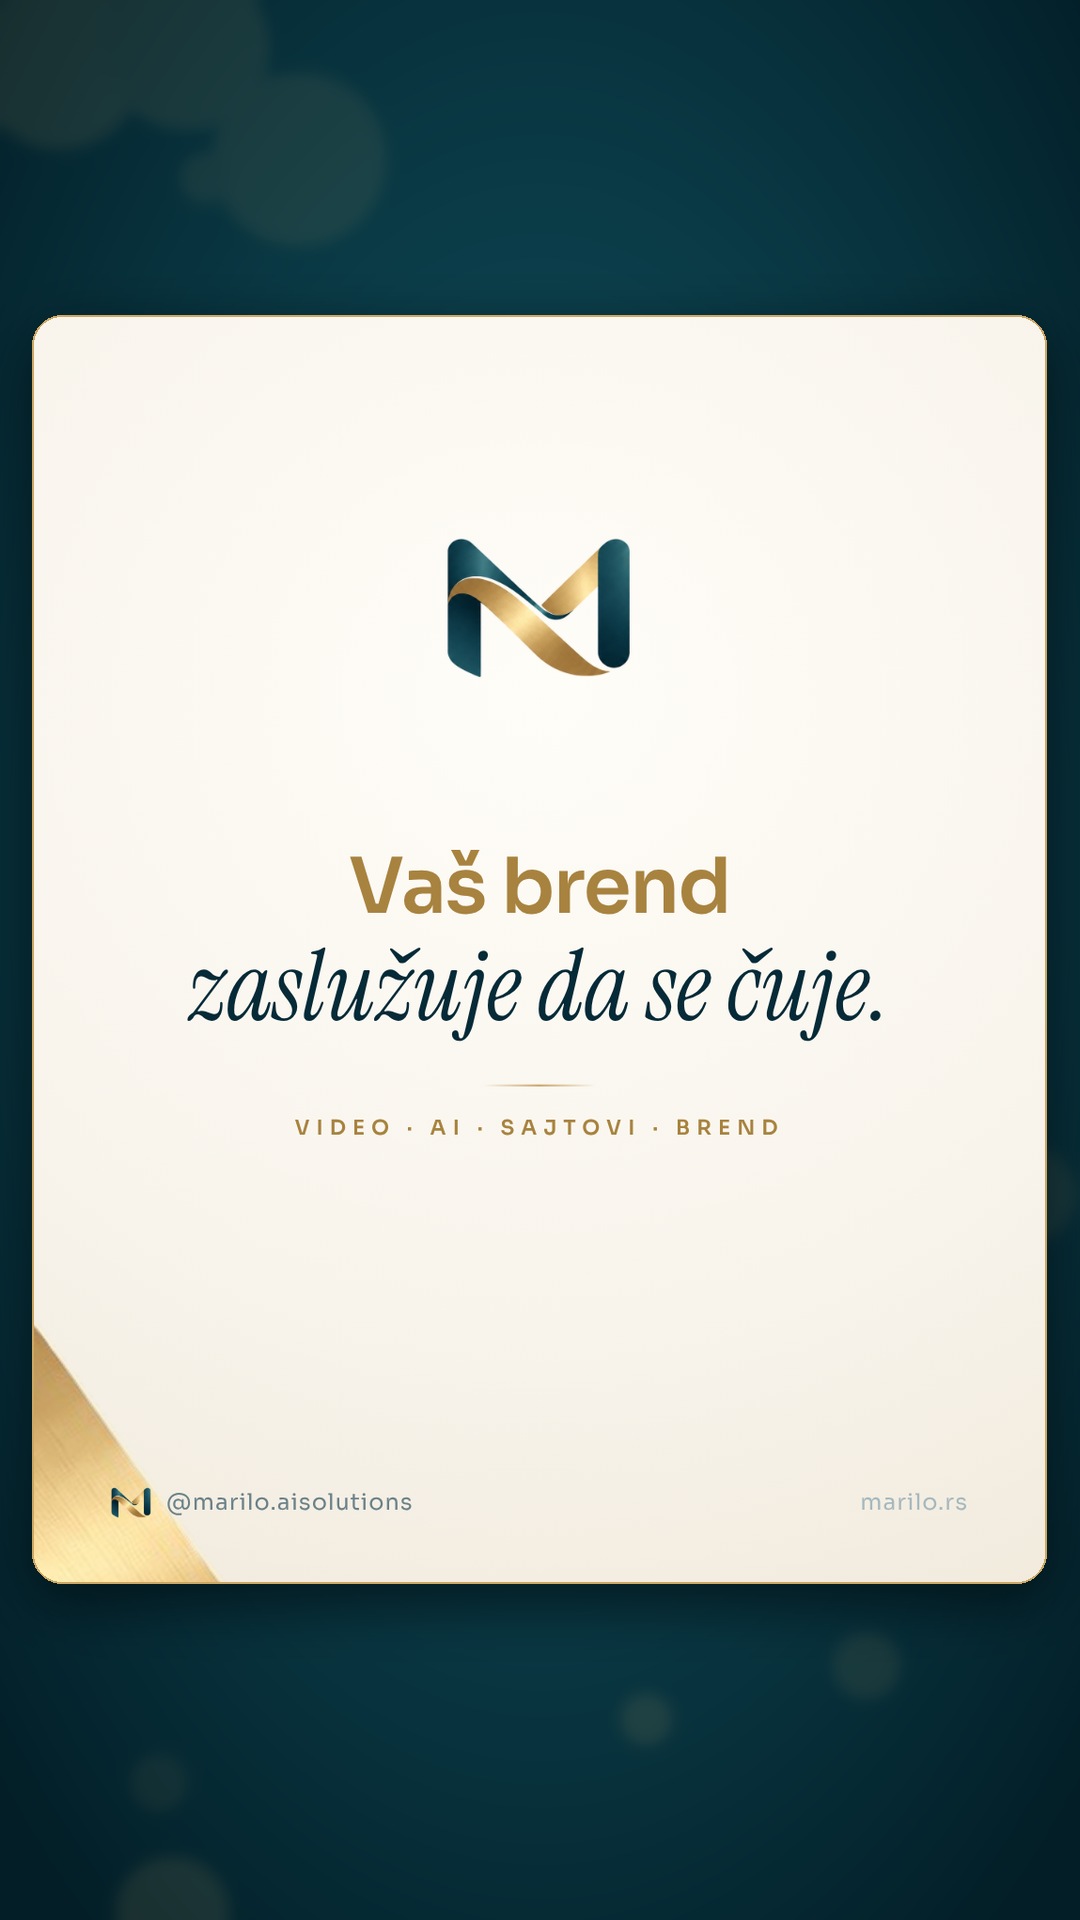 Vaš brend
zaslužuje da se čuje.
VIDEO · AI · SAJTOVI · BREND
@marilo.aisolutions
marilo.rs